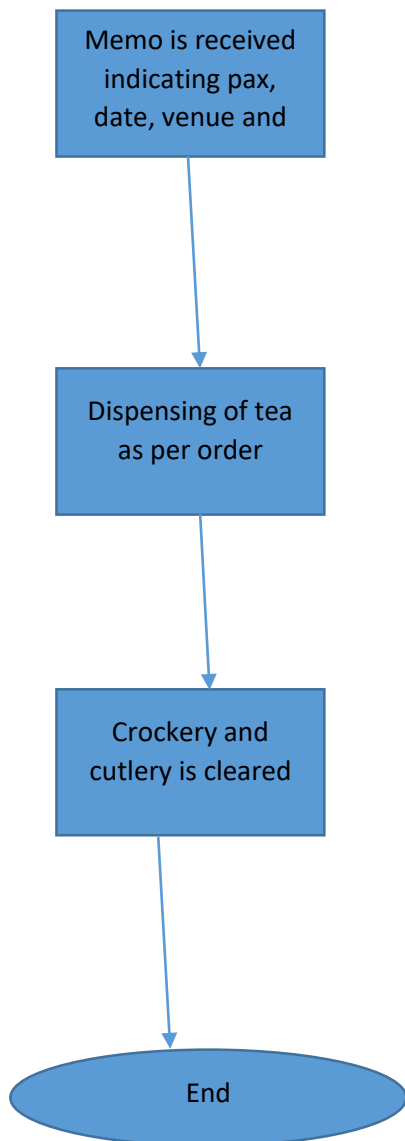 Memo is received
indicating pax,
date, venue and
Dispensing of tea
as per order
Crockery and
cutlery is cleared
End